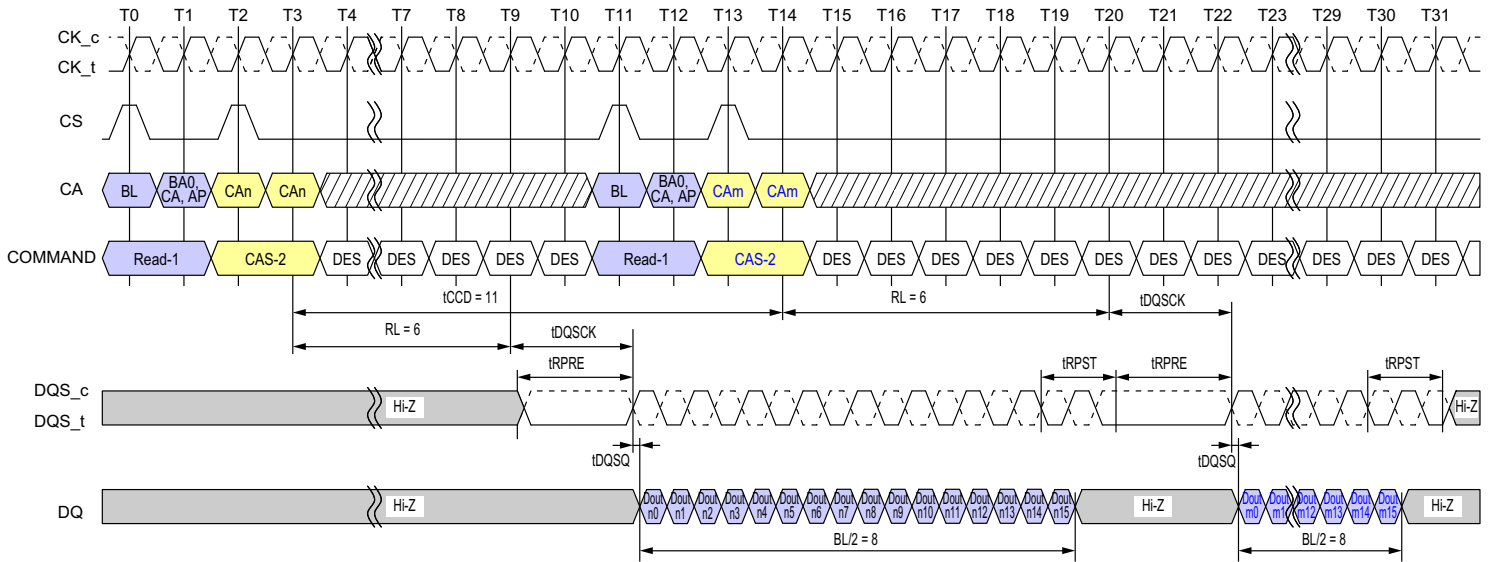 T0 T1 T2 T3 T4 T7 T8 T9 T10 T11 T12 T13 T14 T15 T16 T17 T18 T19 T20 T21 T22 T23 T29 T30 T31
CK_c
CK_t
CS
CA BL BA0, CA, AP CAn CAn BL BA0, CA, AP CAm CAm
COMMAND Read-1 CAS-2 DES DES DES DES DES Read-1 CAS-2 DES DES DES DES DES DES DES DES DES DES DES DES
tCCD = 11 RL = 6 tDQSCK
RL = 6 tDQSCK
tRPRE tRPST tRPRE tRPST
DQS_c
DQS_t
Hi-Z Hi-Z
tDQSQ tDQSQ
DQ Hi-Z Dout n0 Dout n1 Dout n2 Dout n3 Dout n4 Dout n5 Dout n6 Dout n7 Dout n8 Dout n9 Dout n10 Dout n11 Dout n12 Dout n13 Dout n14 Dout n15 Hi-Z Dout m0 Dout m1 Dout m12 Dout m13 Dout m14 Dout m15 Hi-Z
BL/2 = 8 BL/2 = 8